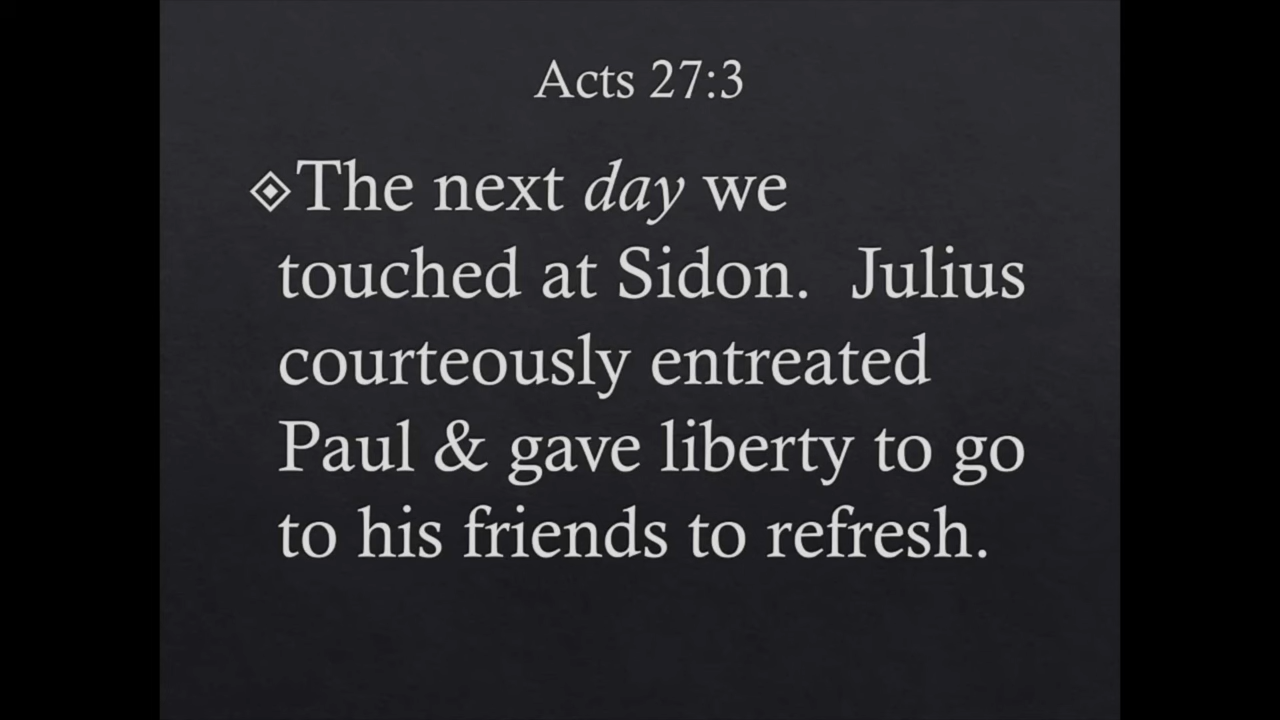 Acts 27:3
The next day we
touched at Sidon.  Julius
courteously entreated
Paul & gave liberty to go
to his friends to refresh.